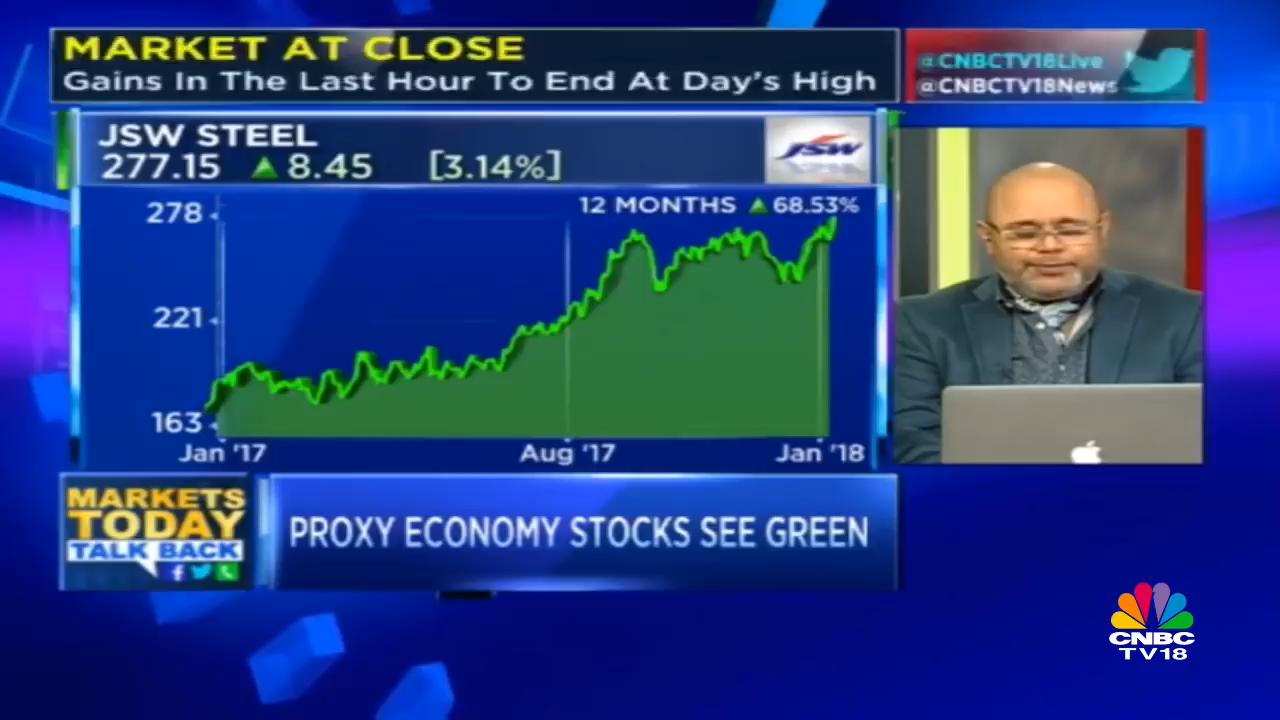 MARKET AT CLOSE
Gains In The Last Hour To End At Day's High
@CNBCTV18Live
@CNBCTV18News
JSW STEEL
277.15 ▲ 8.45 [3.14%]
JSW
12 MONTHS ▲ 68.53%
278
221
163
Jan '17 Aug '17 Jan '18
MARKETS
TODAY
TALK BACK
PROXY ECONOMY STOCKS SEE GREEN
CNBC
TV18